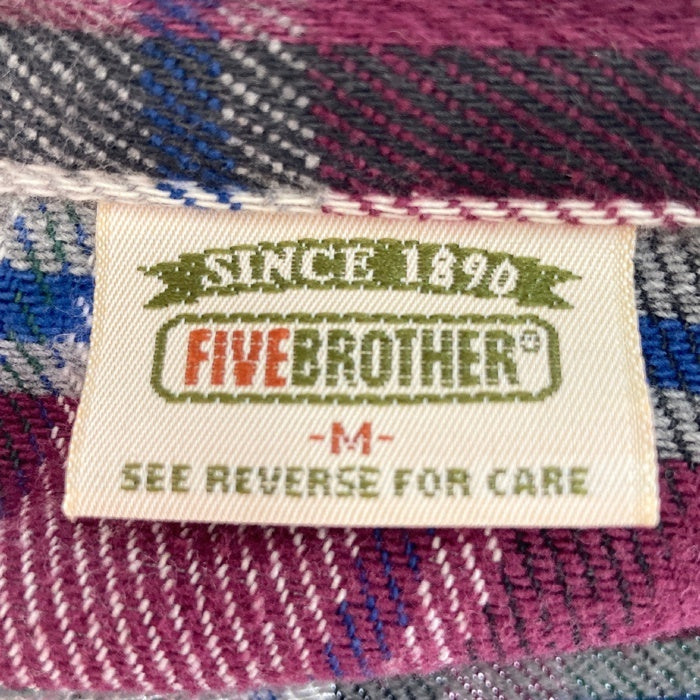 SINCE 1890
FIVEBROTHER®
-M-
SEE REVERSE FOR CARE